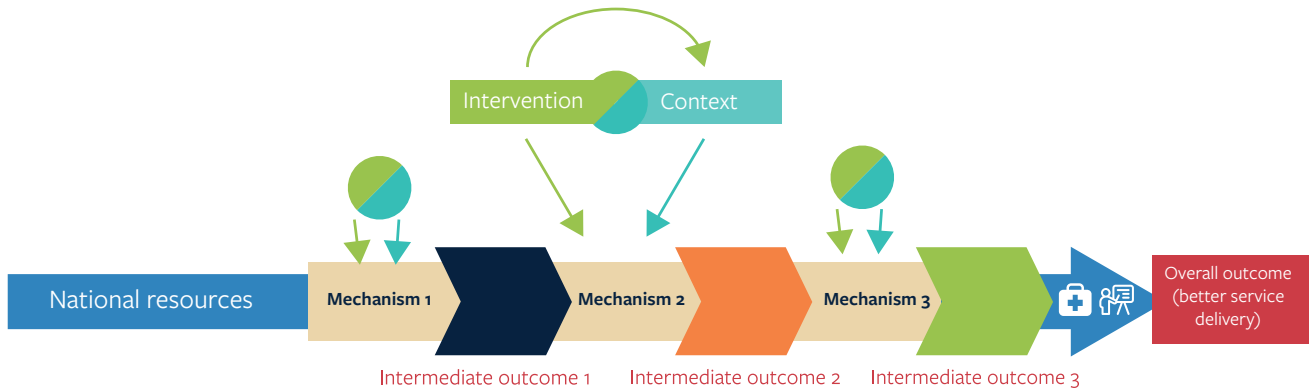 Intervention
Context
National resources
Mechanism 1
Mechanism 2
Mechanism 3
Overall outcome
(better service
delivery)
Intermediate outcome 1
Intermediate outcome 2
Intermediate outcome 3